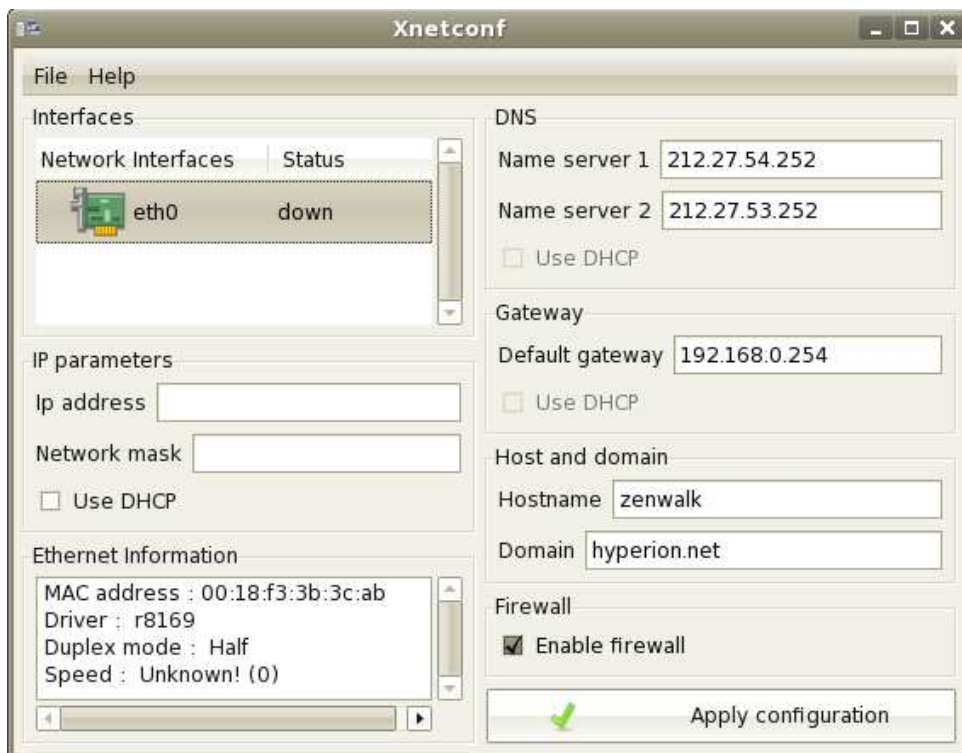 Xnetconf
File Help
Interfaces
Network Interfaces Status
eth0 down
IP parameters
Ip address
Network mask
Use DHCP
Ethernet Information
MAC address : 00:18:f3:3b:3c:ab
Driver : r8169
Duplex mode : Half
Speed : Unknown! (0)
DNS
Name server 1 212.27.54.252
Name server 2 212.27.53.252
Use DHCP
Gateway
Default gateway 192.168.0.254
Use DHCP
Host and domain
Hostname zenwalk
Domain hyperion.net
Firewall
Enable firewall
Apply configuration